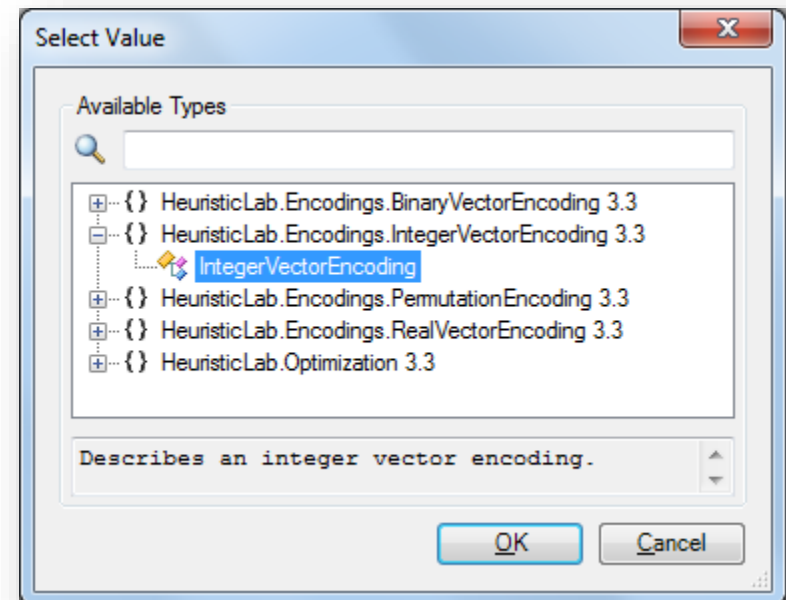 Select Value
Available Types
{} HeuristicLab.Encodings.BinaryVectorEncoding 3.3
{} HeuristicLab.Encodings.IntegerVectorEncoding 3.3
IntegerVectorEncoding
{} HeuristicLab.Encodings.PermutationEncoding 3.3
{} HeuristicLab.Encodings.RealVectorEncoding 3.3
{} HeuristicLab.Optimization 3.3
Describes an integer vector encoding.
OK Cancel